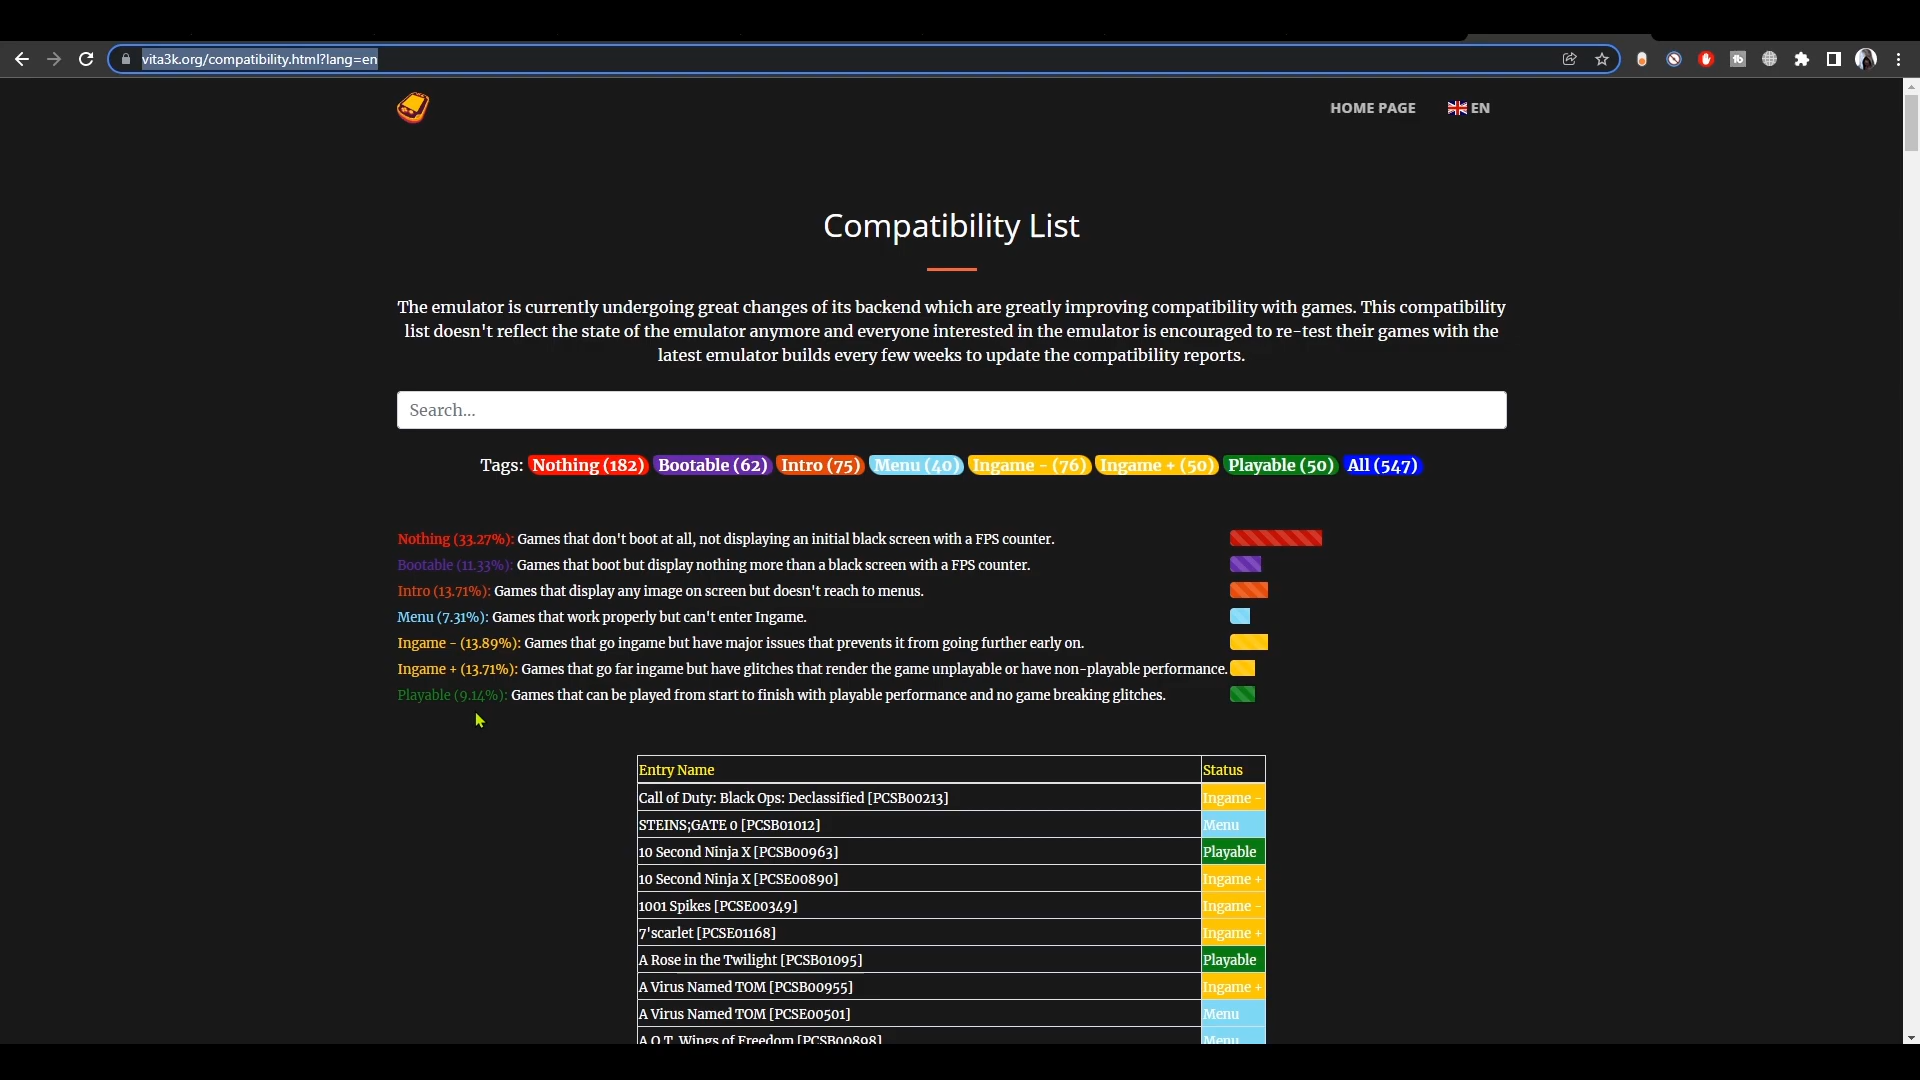 vita3k.org/compatibility.html?lang=en
HOME PAGE
EN
Compatibility List
The emulator is currently undergoing great changes of its backend which are greatly improving compatibility with games. This compatibility
list doesn't reflect the state of the emulator anymore and everyone interested in the emulator is encouraged to re-test their games with the
latest emulator builds every few weeks to update the compatibility reports.
Search...
Tags: Nothing (182) Bootable (62) Intro (75) Menu (40) Ingame - (76) Ingame + (50) Playable (50) All (547)
Nothing (33.27%): Games that don't boot at all, not displaying an initial black screen with a FPS counter.
Bootable (11.33%): Games that boot but display nothing more than a black screen with a FPS counter.
Intro (13.71%): Games that display any image on screen but doesn't reach to menus.
Menu (7.31%): Games that work properly but can't enter Ingame.
Ingame - (13.89%): Games that go ingame but have major issues that prevents it from going further early on.
Ingame + (13.71%): Games that go far ingame but have glitches that render the game unplayable or have non-playable performance.
Playable (9.14%): Games that can be played from start to finish with playable performance and no game breaking glitches.
Entry Name Status
Call of Duty: Black Ops: Declassified [PCSB00213] Ingame -
STEINS;GATE 0 [PCSB01012] Menu
10 Second Ninja X [PCSB00963] Playable
10 Second Ninja X [PCSE00890] Ingame +
1001 Spikes [PCSE00349] Ingame -
7'scarlet [PCSE01168] Ingame +
A Rose in the Twilight [PCSB01095] Playable
A Virus Named TOM [PCSB00955] Ingame +
A Virus Named TOM [PCSE00501] Menu
A.O.T. Wings of Freedom [PCSB00898] Menu